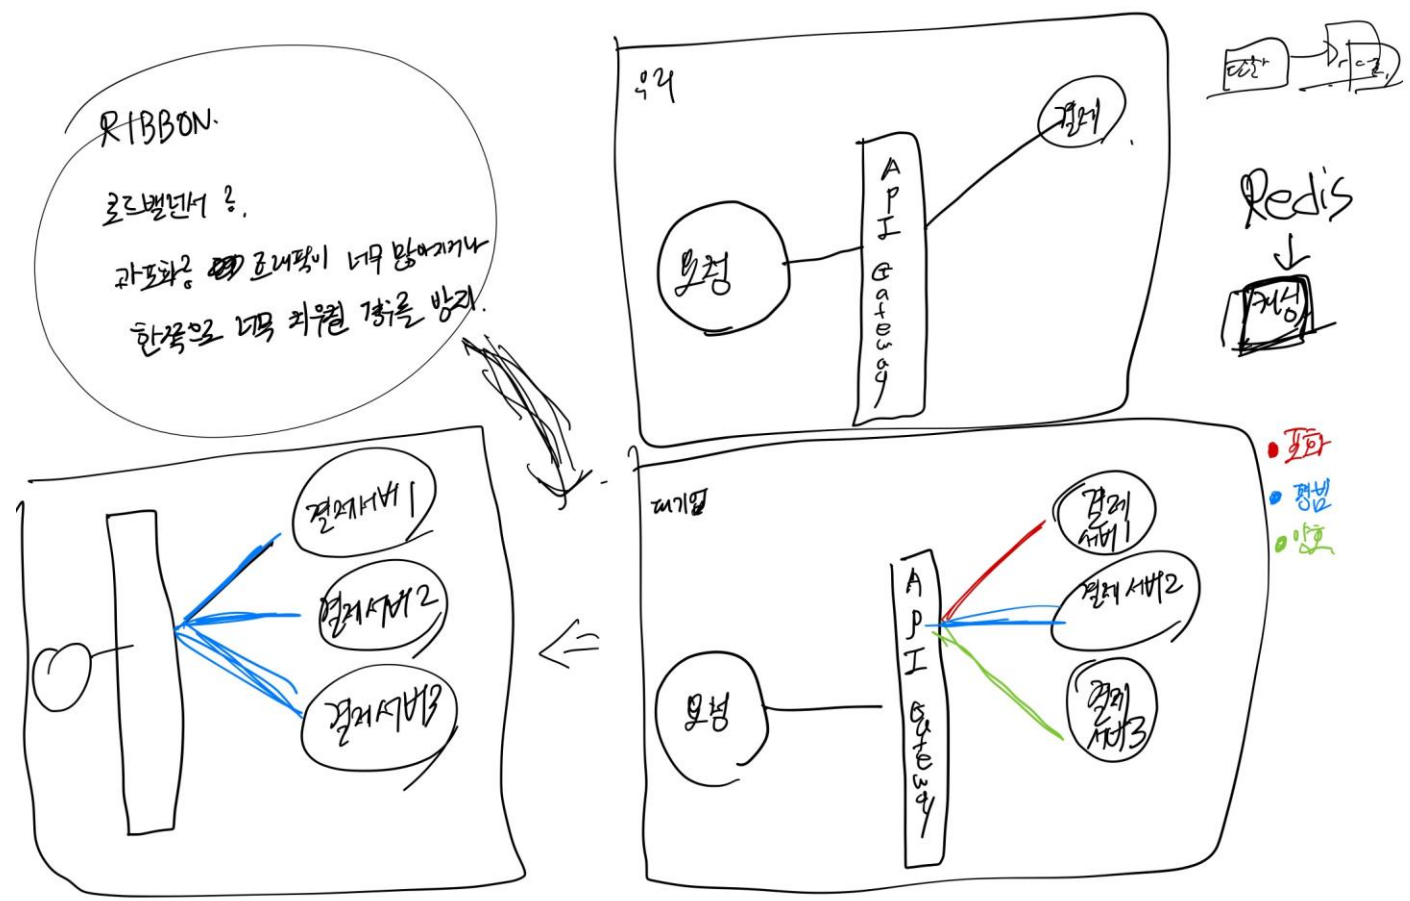 RIBBON.
로드밸런서 중.
과포화중 트래픽이 너무 많아지거나
한쪽으로 너무 치우칠 경우를 방지.
우리
요청
API Gateway
결제
Redis
캐싱
대기업
요청
API Gateway
결제
서버1
결제 서버2
결제
서버3
포화
평범
양호
결제서버1
결제서버2
결제서버3